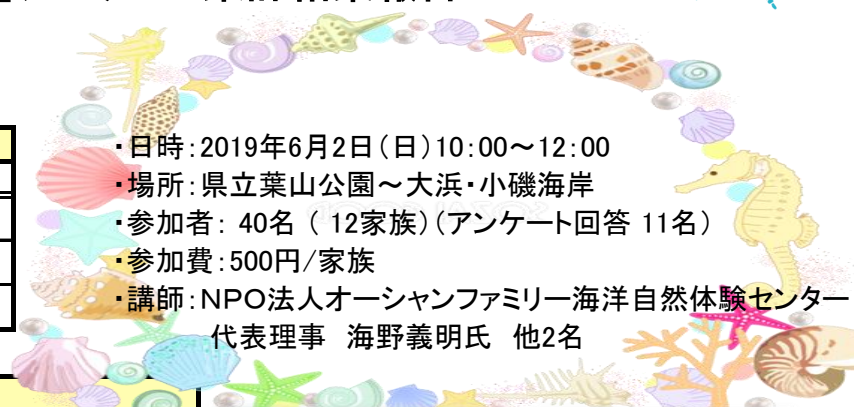 ・日時：2019年6月2日（日）10：00～12：00
・場所：県立葉山公園～大浜・小磯海岸
・参加者： 40名 （ 12家族）（アンケート回答 11名）
・参加費：500円/家族
・講師：ＮＰＯ法人オーシャンファミリー海洋自然体験センター
代表理事　海野義明氏　他2名